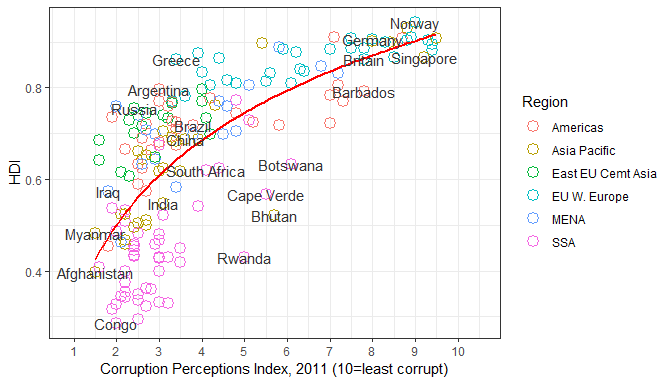 Norway
Germany
Greece
Britain
Singapore
Argentina
Barbados
Russia
Brazil
China
South Africa
Botswana
Iraq
Cape Verde
India
Bhutan
Myanmar
Rwanda
Afghanistan
Congo
0.8
0.6
0.4
HDI
1 2 3 4 5 6 7 8 9 10
Corruption Perceptions Index, 2011 (10=least corrupt)
Region
Americas
Asia Pacific
East EU Cemt Asia
EU W. Europe
MENA
SSA